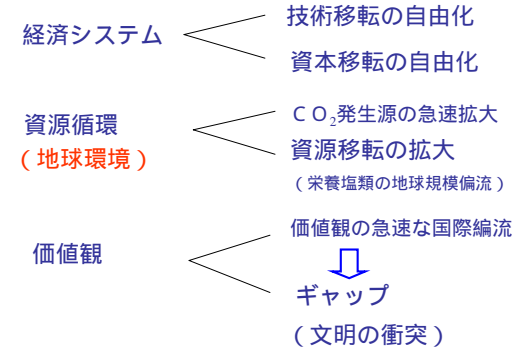 経済システム
技術移転の自由化
資本移転の自由化
資源循環
(地球環境)
CO₂発生源の急速拡大
資源移転の拡大
(栄養塩類の地球規模偏流)
価値観
価値観の急速な国際編流
ギャップ
(文明の衝突)